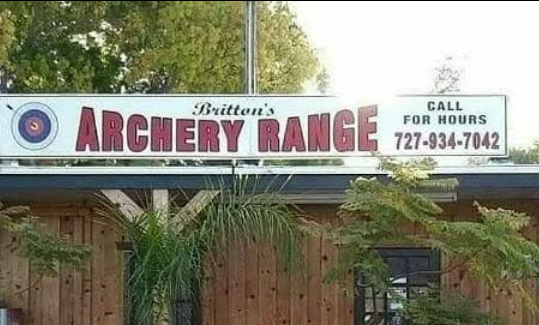 Britton's
ARCHERY RANGE
CALL
FOR HOURS
727-934-7042